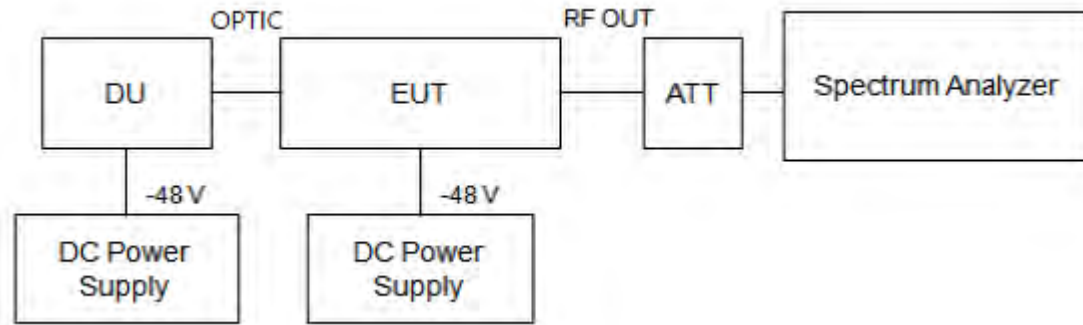 OPTIC
RF OUT
DU
EUT
ATT
Spectrum Analyzer
-48 V
-48 V
DC Power
Supply
DC Power
Supply